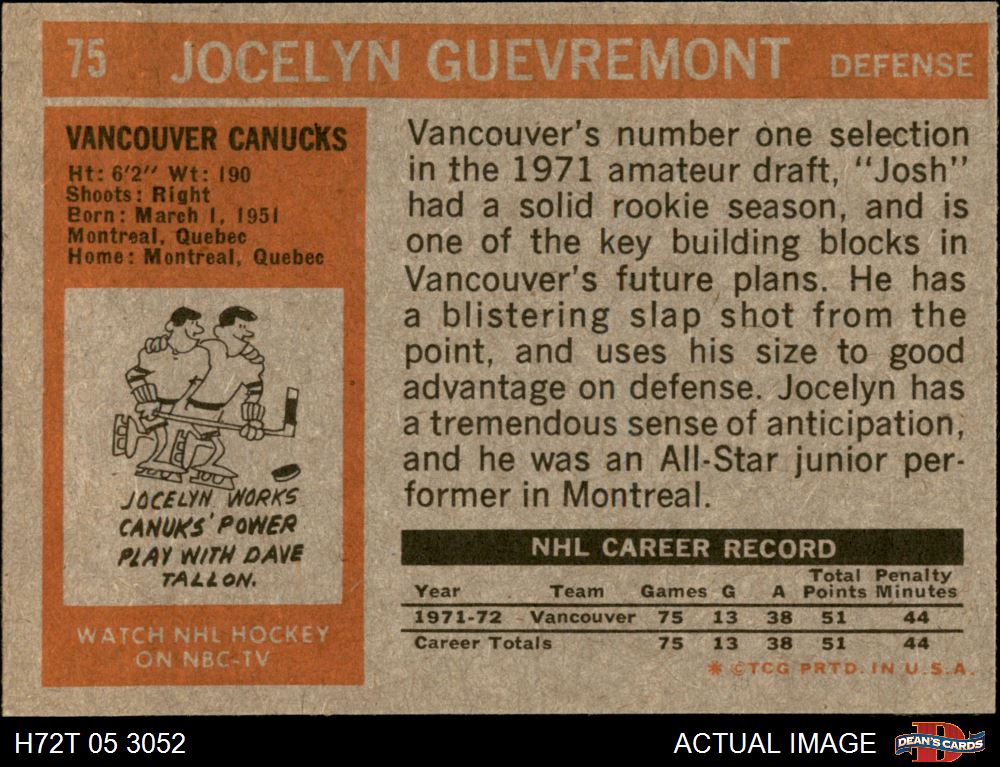 75 JOCELYN GUEVREMONT DEFENSE
VANCOUVER CANUCKS
Ht: 6'2" Wt: 190
Shoots: Right
Born: March 1, 1951
Montreal, Quebec
Home: Montreal, Quebec
JOCELYN WORKS
CANUKS' POWER
PLAY WITH DAVE
TALLON.
WATCH NHL HOCKEY
ON NBC-TV
Vancouver's number one selection
in the 1971 amateur draft, "Josh"
had a solid rookie season, and is
one of the key building blocks in
Vancouver's future plans. He has
a blistering slap shot from the
point, and uses his size to good
advantage on defense. Jocelyn has
a tremendous sense of anticipation,
and he was an All-Star junior per-
former in Montreal.
NHL CAREER RECORD
Year Team Games G A Total Points Penalty Minutes
1971-72 Vancouver 75 13 38 51 44
Career Totals 75 13 38 51 44
* ©TCG PRTD. IN U.S.A.
H72T 05 3052
ACTUAL IMAGE
DEAN'S CARDS